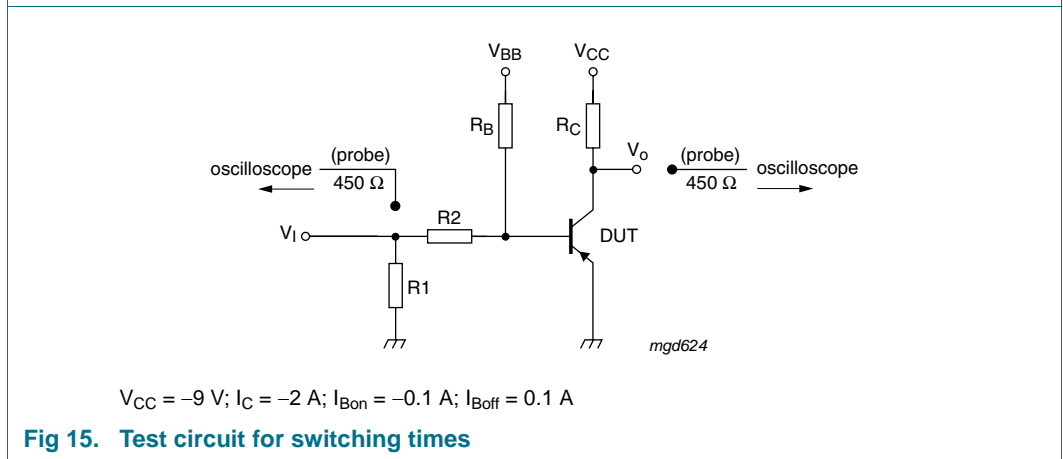 V_BB
V_CC
R_B
R_C
V_o
(probe)
450 Ω
oscilloscope
(probe)
450 Ω
oscilloscope
R2
V_I
DUT
R1
mgd624
V_CC = −9 V; I_C = −2 A; I_Bon = −0.1 A; I_Boff = 0.1 A
Fig 15. Test circuit for switching times